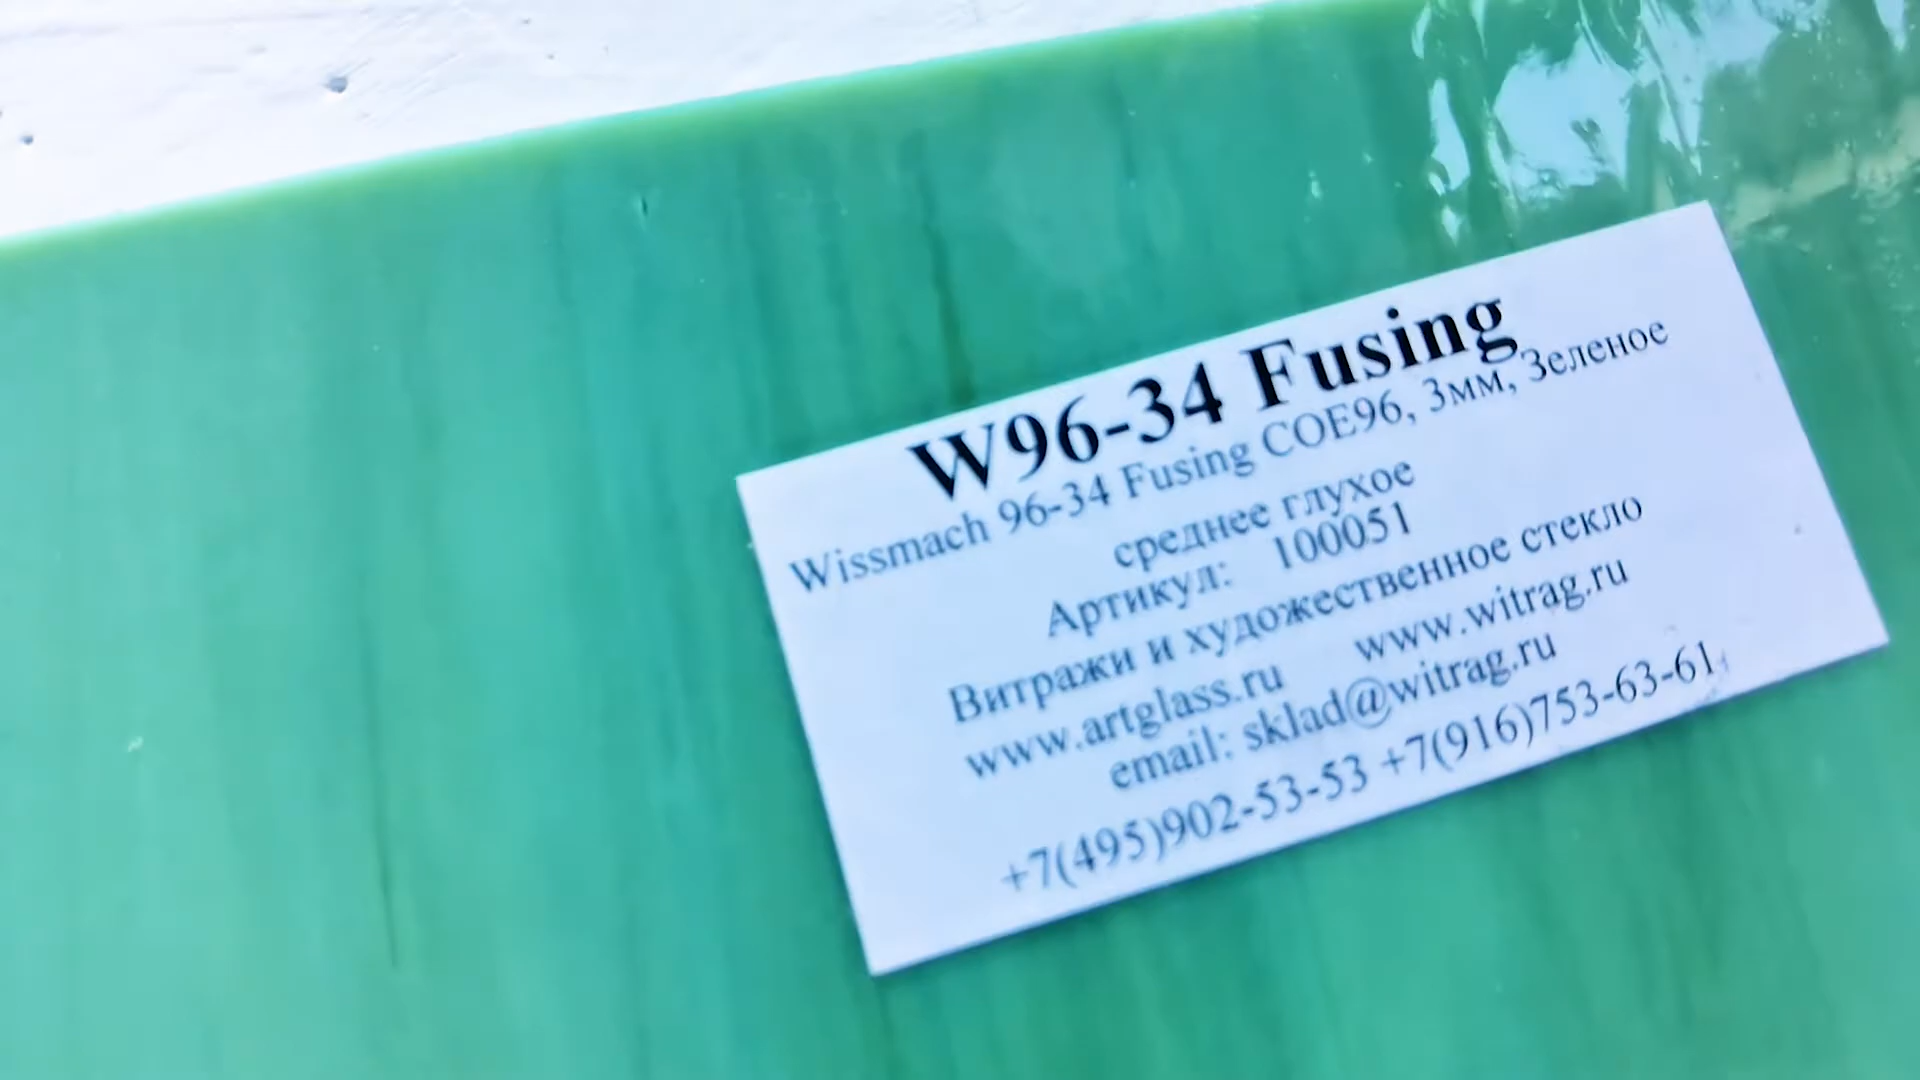 W96-34 Fusing
Wissmach 96-34 Fusing COE96, 3мм, Зеленое
среднее глухое
Артикул: 100051
Витражи и художественное стекло
www.artglass.ru www.witrag.ru
email: sklad@witrag.ru
+7(495)902-53-53 +7(916)753-63-61